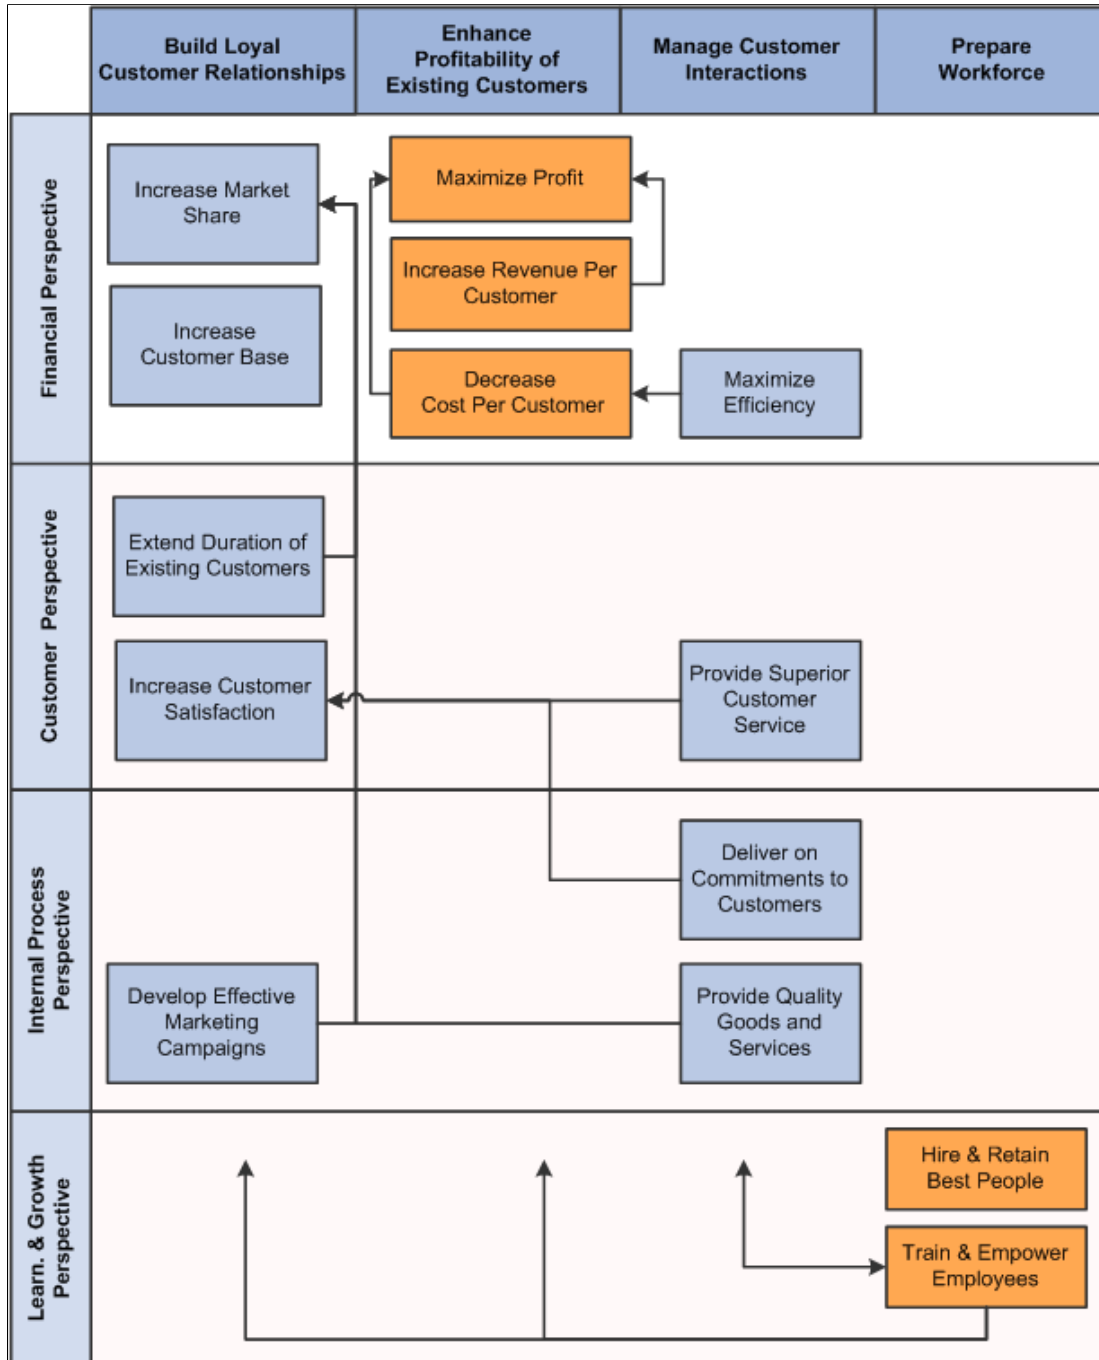 Build Loyal
Customer Relationships
Enhance
Profitability of
Existing Customers
Manage Customer
Interactions
Prepare
Workforce
Financial Perspective
Increase Market
Share
Maximize Profit
Increase Revenue Per
Customer
Increase
Customer Base
Decrease
Cost Per Customer
Maximize
Efficiency
Customer Perspective
Extend Duration of
Existing Customers
Increase Customer
Satisfaction
Provide Superior
Customer
Service
Internal Process
Perspective
Deliver on
Commitments to
Customers
Develop Effective
Marketing
Campaigns
Provide Quality
Goods and
Services
Learn. & Growth
Perspective
Hire & Retain
Best People
Train & Empower
Employees